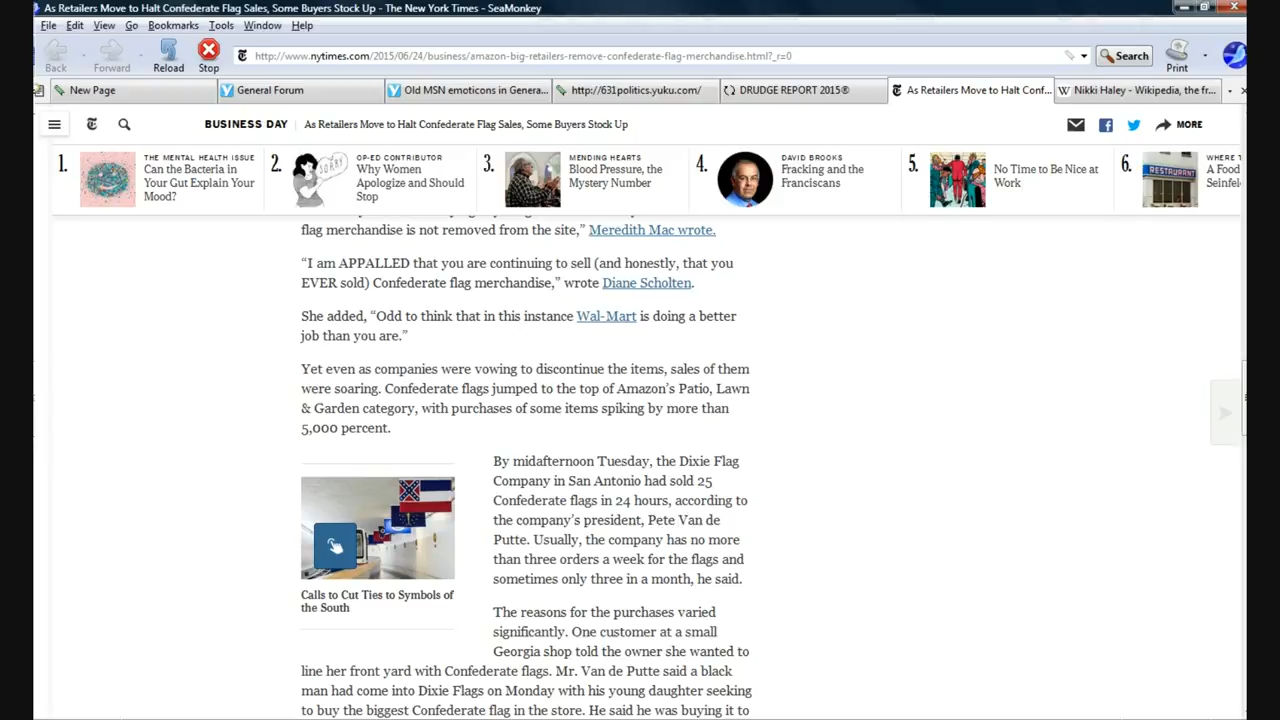 As Retailers Move to Halt Confederate Flag Sales, Some Buyers Stock Up - The New York Times - SeaMonkey
File Edit View Go Bookmarks Tools Window Help
Back Forward Reload Stop http://www.nytimes.com/2015/06/24/business/amazon-big-retailers-remove-confederate-flag-merchandise.html?_r=0 Search Print
New Page General Forum Old MSN emoticons in Genera... http://631politics.yuku.com/ DRUDGE REPORT 2015® As Retailers Move to Halt Conf... Nikki Haley - Wikipedia, the fr...
BUSINESS DAY As Retailers Move to Halt Confederate Flag Sales, Some Buyers Stock Up MORE
1. THE MENTAL HEALTH ISSUE
Can the Bacteria in
Your Gut Explain Your
Mood?
2. SORRY OP-ED CONTRIBUTOR
Why Women
Apologize and Should
Stop
3. MENDING HEARTS
Blood Pressure, the
Mystery Number
4. DAVID BROOKS
Fracking and the
Franciscans
5. No Time to Be Nice at
Work
6. RESTAURANT WHERE T
A Food
Seinfel
flag merchandise is not removed from the site,” Meredith Mac wrote.
“I am APPALLED that you are continuing to sell (and honestly, that you
EVER sold) Confederate flag merchandise,” wrote Diane Scholten.
She added, “Odd to think that in this instance Wal-Mart is doing a better
job than you are.”
Yet even as companies were vowing to discontinue the items, sales of them
were soaring. Confederate flags jumped to the top of Amazon’s Patio, Lawn
& Garden category, with purchases of some items spiking by more than
5,000 percent.
Calls to Cut Ties to Symbols of
the South
By midafternoon Tuesday, the Dixie Flag
Company in San Antonio had sold 25
Confederate flags in 24 hours, according to
the company’s president, Pete Van de
Putte. Usually, the company has no more
than three orders a week for the flags and
sometimes only three in a month, he said.
The reasons for the purchases varied
significantly. One customer at a small
Georgia shop told the owner she wanted to
line her front yard with Confederate flags. Mr. Van de Putte said a black
man had come into Dixie Flags on Monday with his young daughter seeking
to buy the biggest Confederate flag in the store. He said he was buying it to